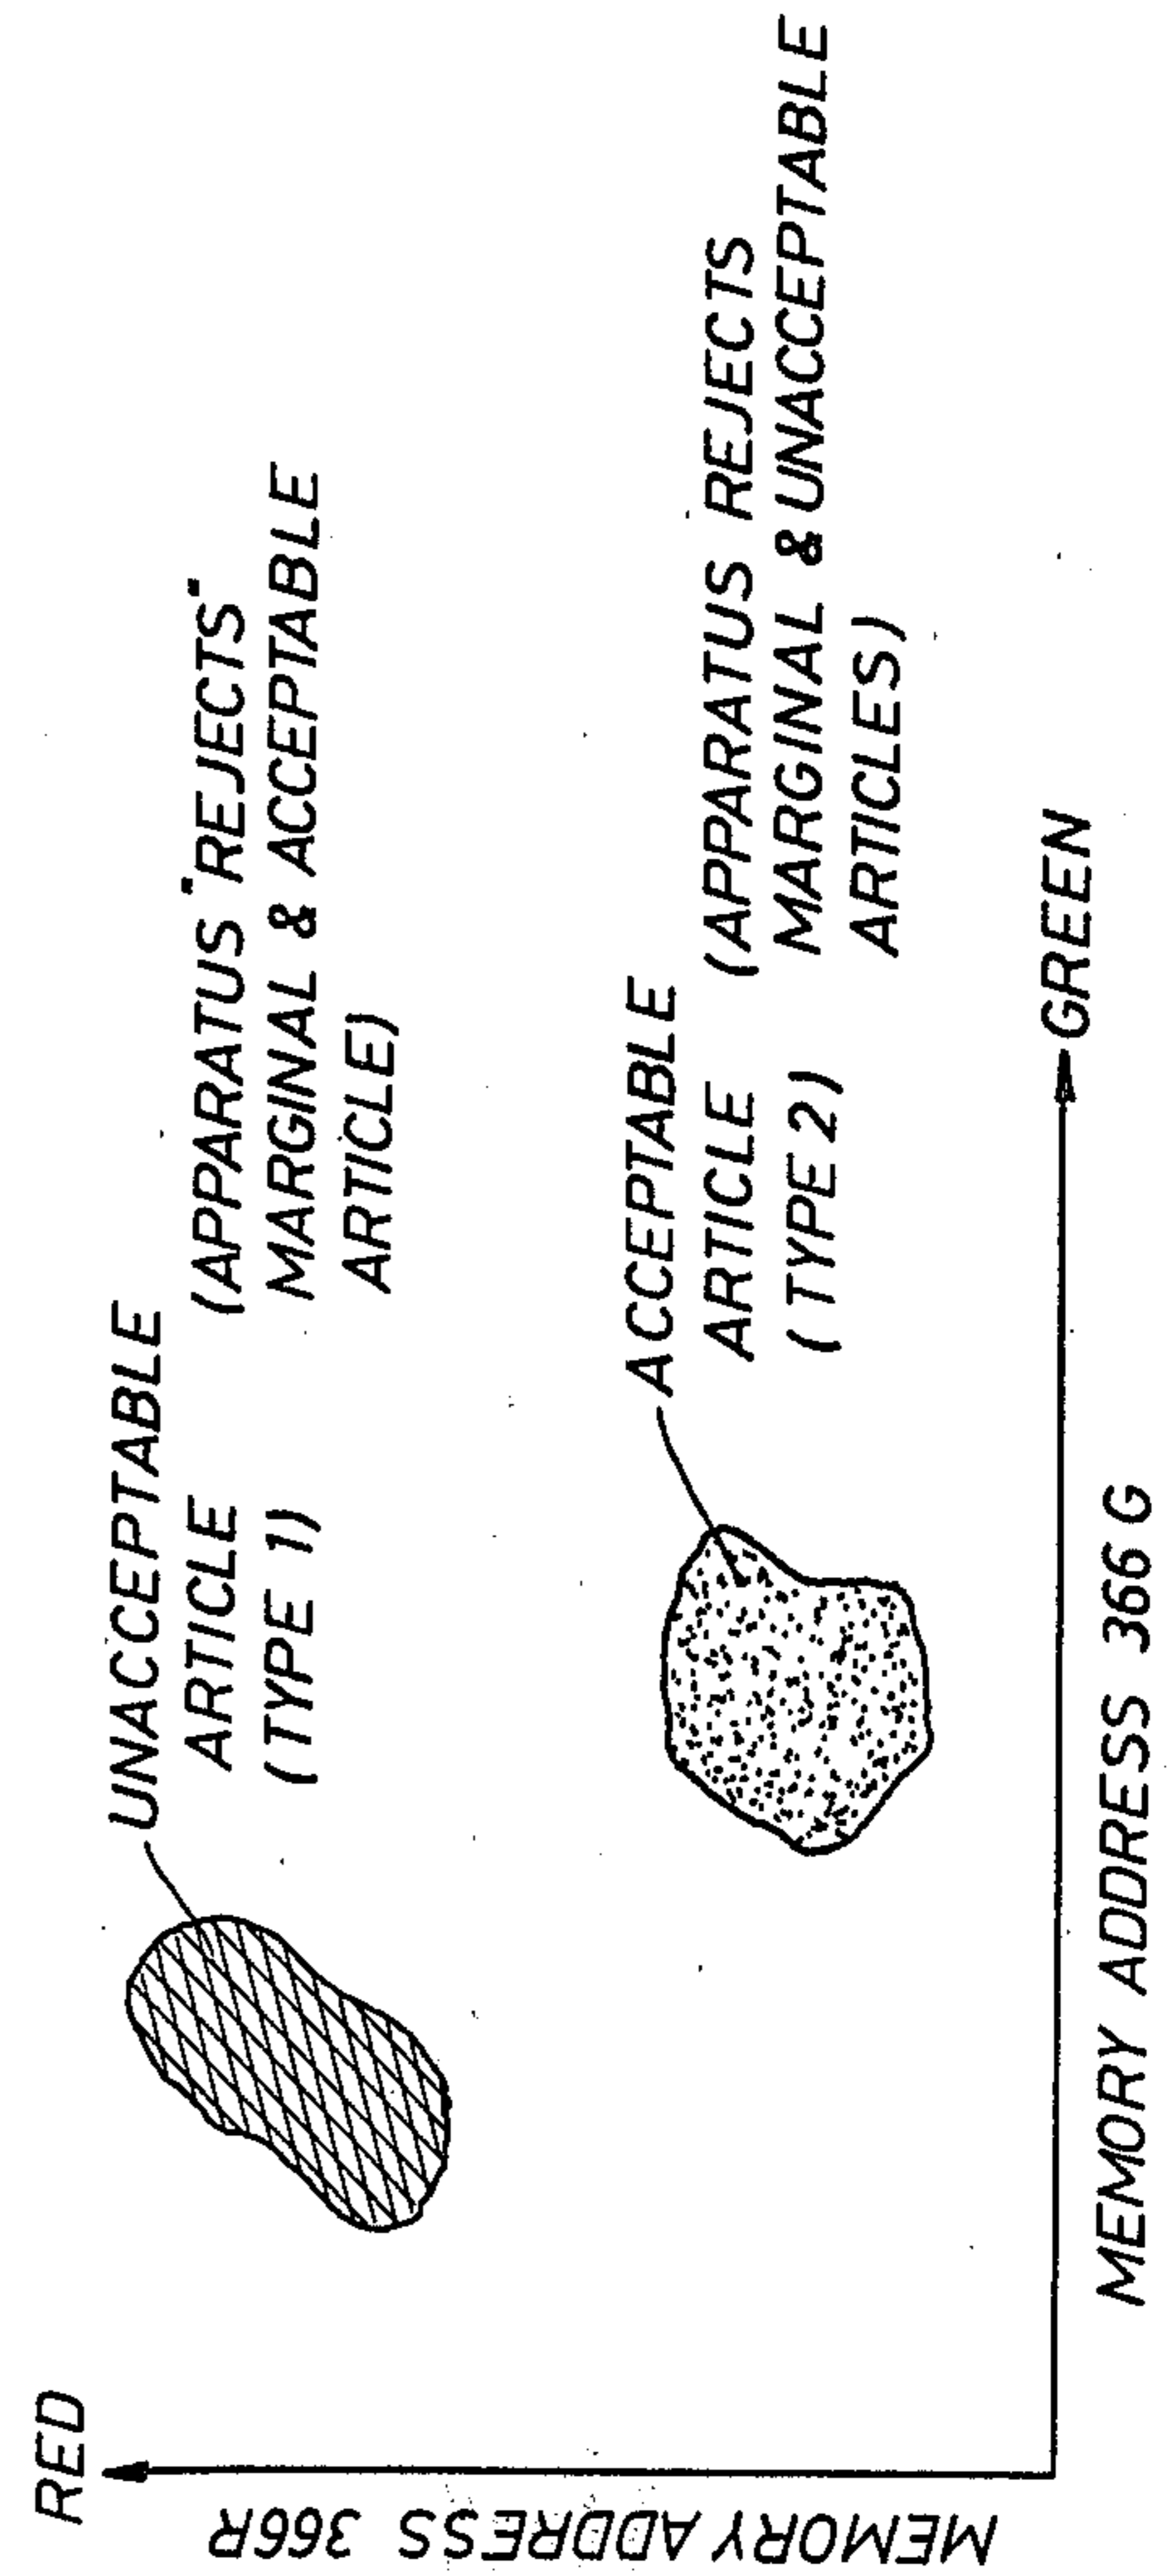 RED
MEMORY ADDRESS 366R
UNACCEPTABLE
ARTICLE
(TYPE 1)
(APPARATUS "REJECTS"
MARGINAL & ACCEPTABLE
ARTICLE)
ACCEPTABLE
ARTICLE
(TYPE 2)
(APPARATUS REJECTS
MARGINAL & UNACCEPTABLE
ARTICLES)
GREEN
MEMORY ADDRESS 366 G